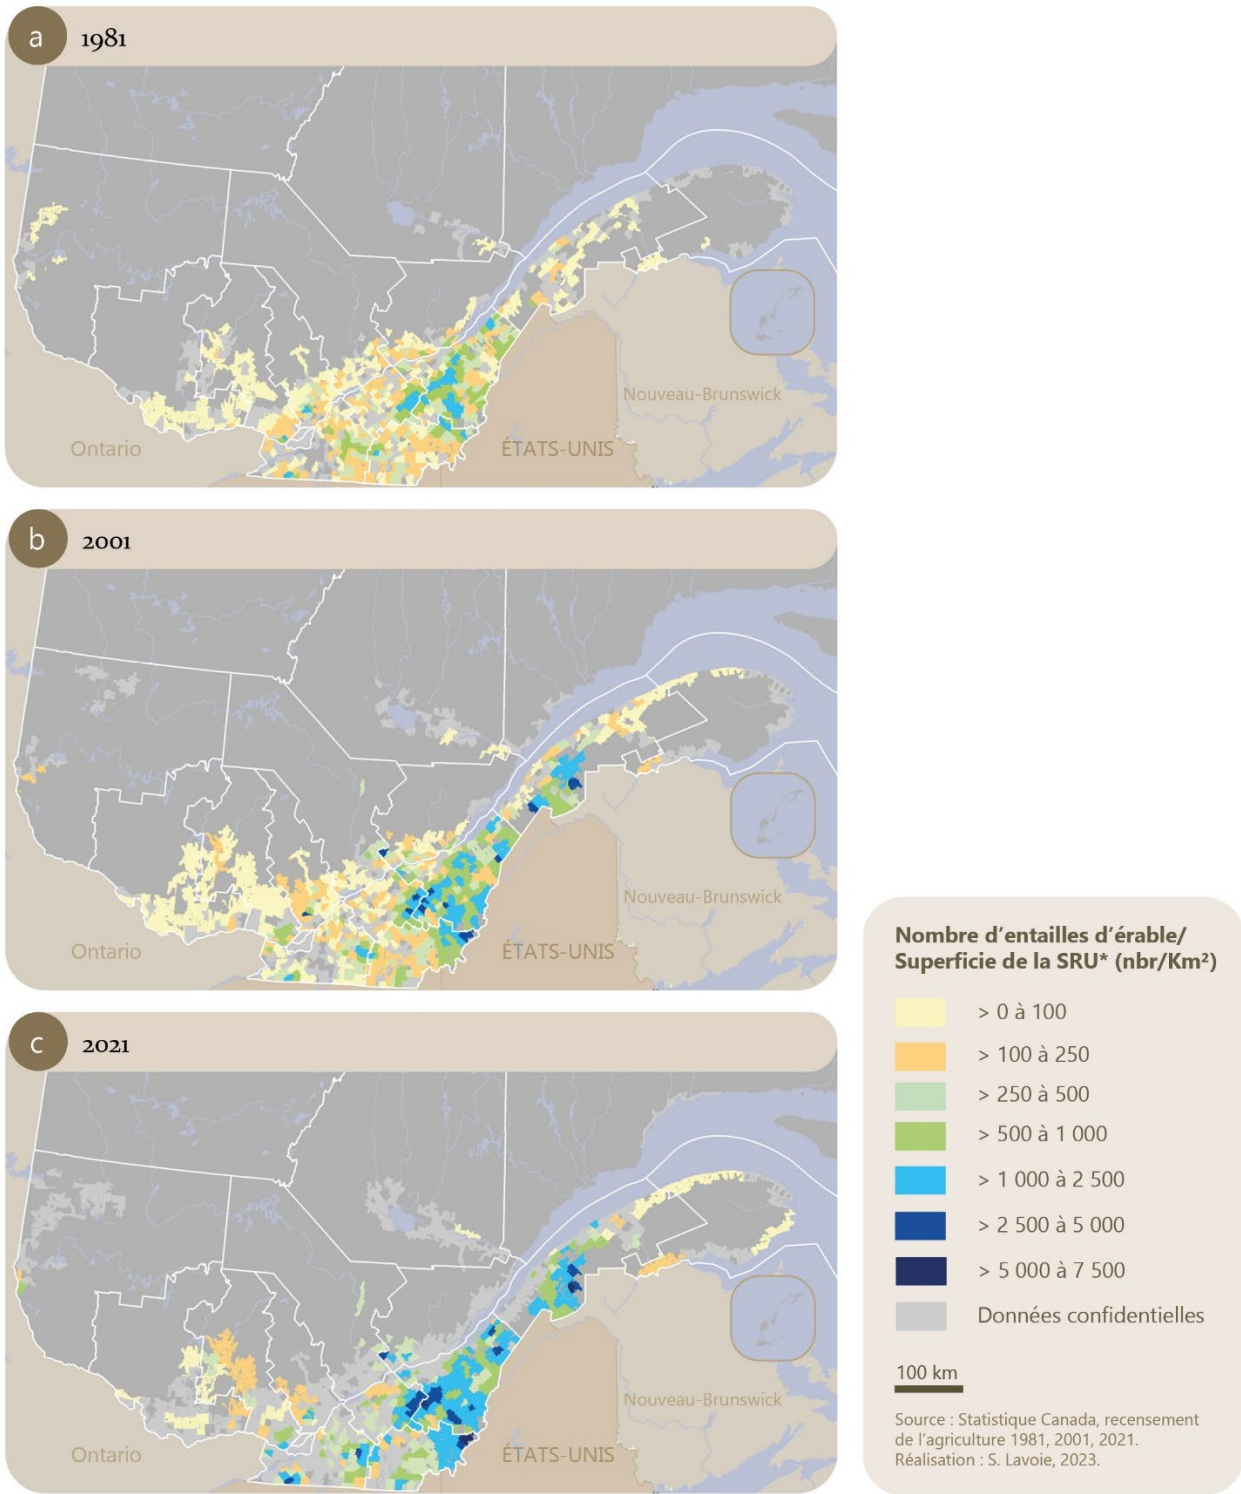 a
1981
Ontario
Nouveau-Brunswick
ÉTATS-UNIS
b
2001
Ontario
Nouveau-Brunswick
ÉTATS-UNIS
c
2021
Ontario
Nouveau-Brunswick
ÉTATS-UNIS
Nombre d'entailles d'érable/
Superficie de la SRU* (nbr/Km²)
> 0 à 100
> 100 à 250
> 250 à 500
> 500 à 1 000
> 1 000 à 2 500
> 2 500 à 5 000
> 5 000 à 7 500
Données confidentielles
100 km
Source : Statistique Canada, recensement
de l'agriculture 1981, 2001, 2021.
Réalisation : S. Lavoie, 2023.